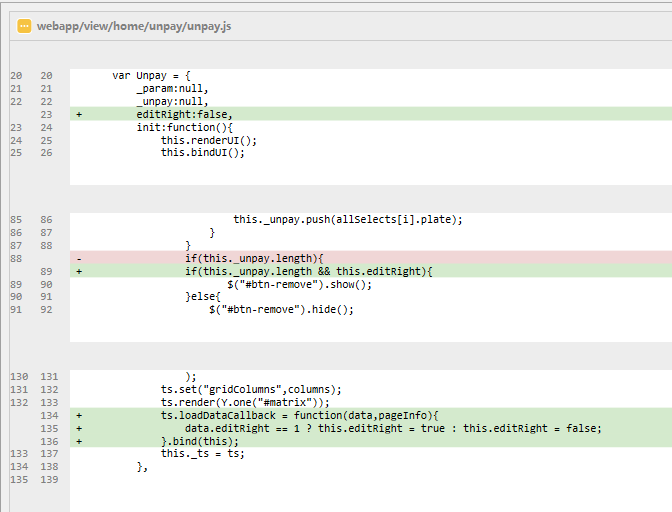 webapp/view/home/unpay/unpay.js
20 20 var Unpay = {
21 21 _param:null,
22 22 _unpay:null,
23 + editRight:false,
23 24 init:function(){
24 25 this.renderUI();
25 26 this.bindUI();
85 86 this._unpay.push(allSelects[i].plate);
86 87 }
87 88 }
88 - if(this._unpay.length){
89 + if(this._unpay.length && this.editRight){
89 90 $("#btn-remove").show();
90 91 }else{
91 92 $("#btn-remove").hide();
130 131 );
131 132 ts.set("gridColumns",columns);
132 133 ts.render(Y.one("#matrix"));
134 + ts.loadDataCallback = function(data,pageInfo){
135 + data.editRight == 1 ? this.editRight = true : this.editRight = false;
136 + }.bind(this);
133 137 this._ts = ts;
134 138 },
135 139